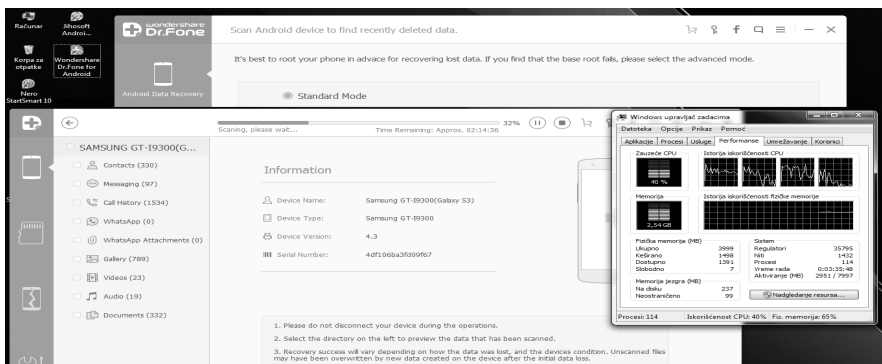 Računar
Jihosoft
Androi...
Korpa za
otpatke
Wondershare
Dr.Fone for
Android
Nero
StartSmart 10
wondershare
Dr.Fone
Android Data Recovery
Scan Android device to find recently deleted data.
It's best to root your phone in advace for recovering lost data. If you find that the base root fails, please select the advanced mode.
Standard Mode
Scaning, please wait...
Time Remaining: Approx. 02:14:36
32%
SAMSUNG GT-I9300(G...
Contacts (330)
Messaging (97)
Call History (1534)
WhatsApp (0)
WhatsApp Attachments (0)
Gallery (789)
Videos (23)
Audio (19)
Documents (332)
Information
Device Name: Samsung GT-I9300(Galaxy S3)
Device Type: Samsung GT-I9300
Device Version: 4.3
Serial Number: 4df106ba3fd09f67
1. Please do not disconnect your device during the operations.
2. Select the directory on the left to preview the data that has been scanned.
3. Recovery success will vary depending on how the data was lost, and the devices condition. Unscanned files
may have been overwritten by new data created on the device after the initial data loss.
Windows upravljač zadacima
Datoteka Opcije Prikaz Pomoć
Aplikacije Procesi Usluge Performanse Umrežavanje Korisnici
Zauzeće CPU
Istorija iskorišćenosti CPU
40 %
Memorija
Istorija iskorišćenosti fizičke memorije
2,54 GB
Fizička memorija (MB)
Ukupno 3999
Keširano 1498
Dostupno 1391
Slobodno 7
Memorija jezgra (MB)
Na disku 237
Neostraničeno 99
Sistem
Regulatori 35795
Niti 1432
Procesi 114
Vreme rada 0:03:35:48
Aktiviranje (MB) 2951 / 7997
Nadgledanje resursa...
Procesi: 114 Iskorišćenost CPU: 40% Fiz. memorija: 65%